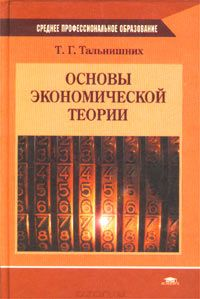 СРЕДНЕЕ ПРОФЕССИОНАЛЬНОЕ ОБРАЗОВАНИЕ
Т. Г. Тальнишних
ОСНОВЫ
ЭКОНОМИЧЕСКОЙ
ТЕОРИИ